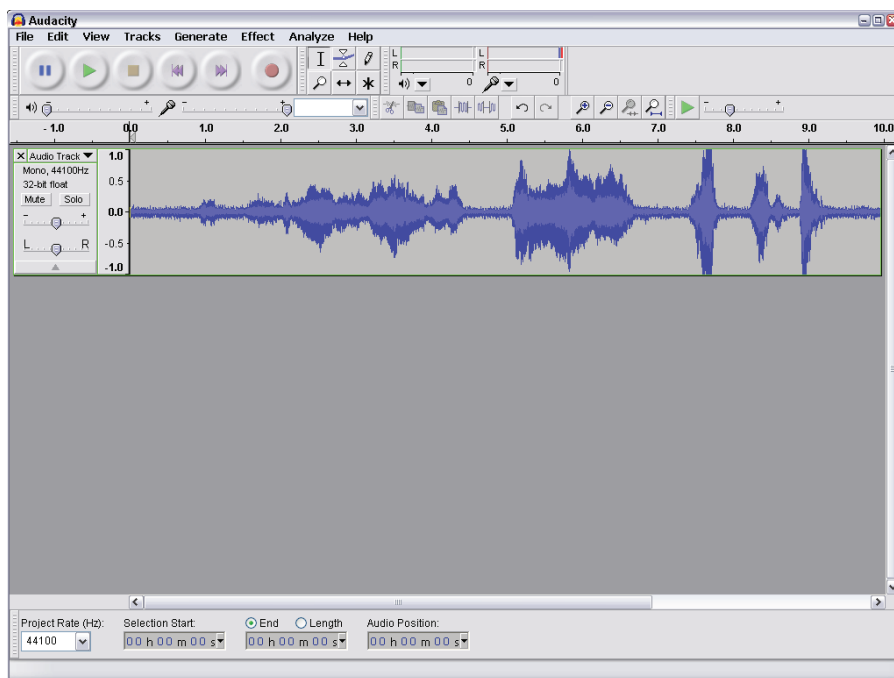 Audacity
File Edit View Tracks Generate Effect Analyze Help
L
R
L
R
0
0
- +
- +
- +
- 1.0 0.0 1.0 2.0 3.0 4.0 5.0 6.0 7.0 8.0 9.0 10.0
X Audio Track
Mono, 44100Hz
32-bit float
Mute Solo
- +
L R
1.0
0.5
0.0
-0.5
-1.0
Project Rate (Hz): Selection Start: End Length Audio Position:
44100 00 h 00 m 00 s 00 h 00 m 00 s 00 h 00 m 00 s